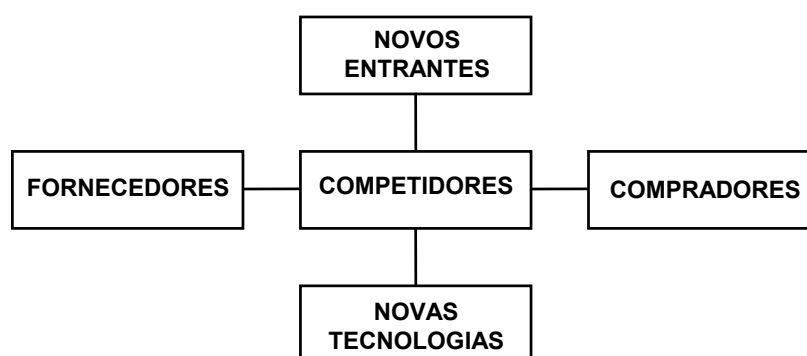 NOVOS
ENTRANTES
FORNECEDORES
COMPETIDORES
COMPRADORES
NOVAS
TECNOLOGIAS